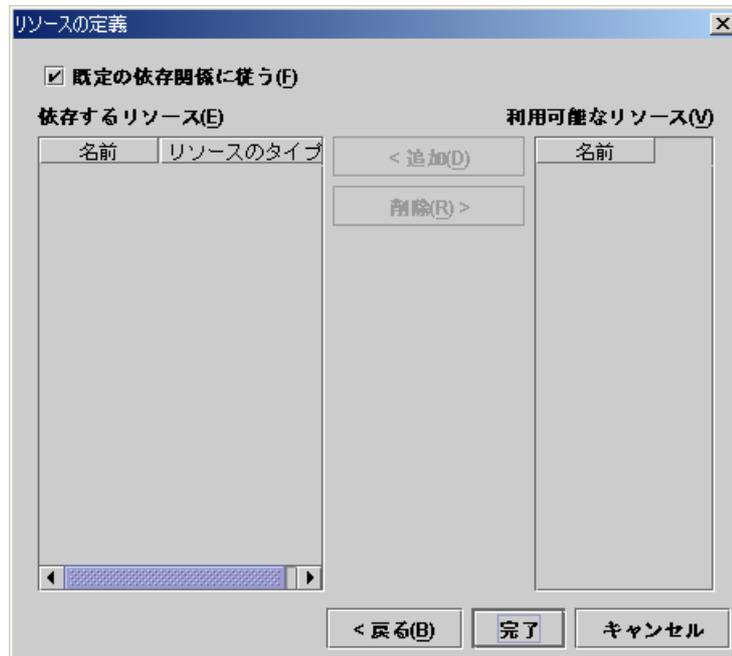 リソースの定義
既定の依存関係に従う(F)
依存するリソース(E) 利用可能なリソース(V)
名前 リソースのタイプ < 追加(D) 名前
削除(R) >
< 戻る(B) 完了 キャンセル